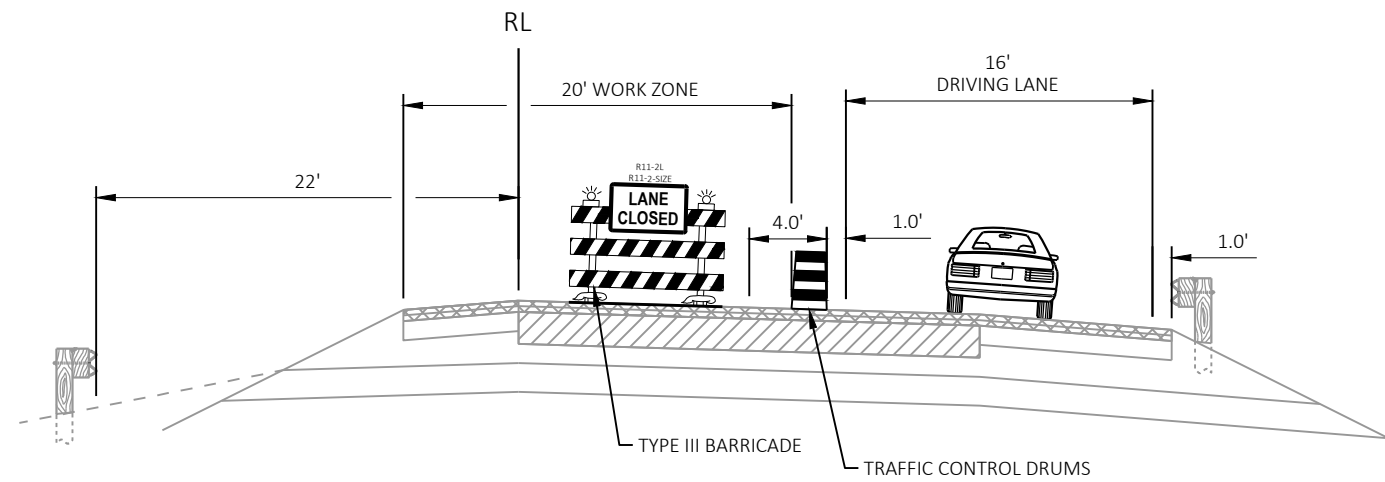 RL
20' WORK ZONE
16'
DRIVING LANE
22'
R11-2L
R11-2-SIZE
LANE
CLOSED
4.0'
1.0'
1.0'
TYPE III BARRICADE
TRAFFIC CONTROL DRUMS